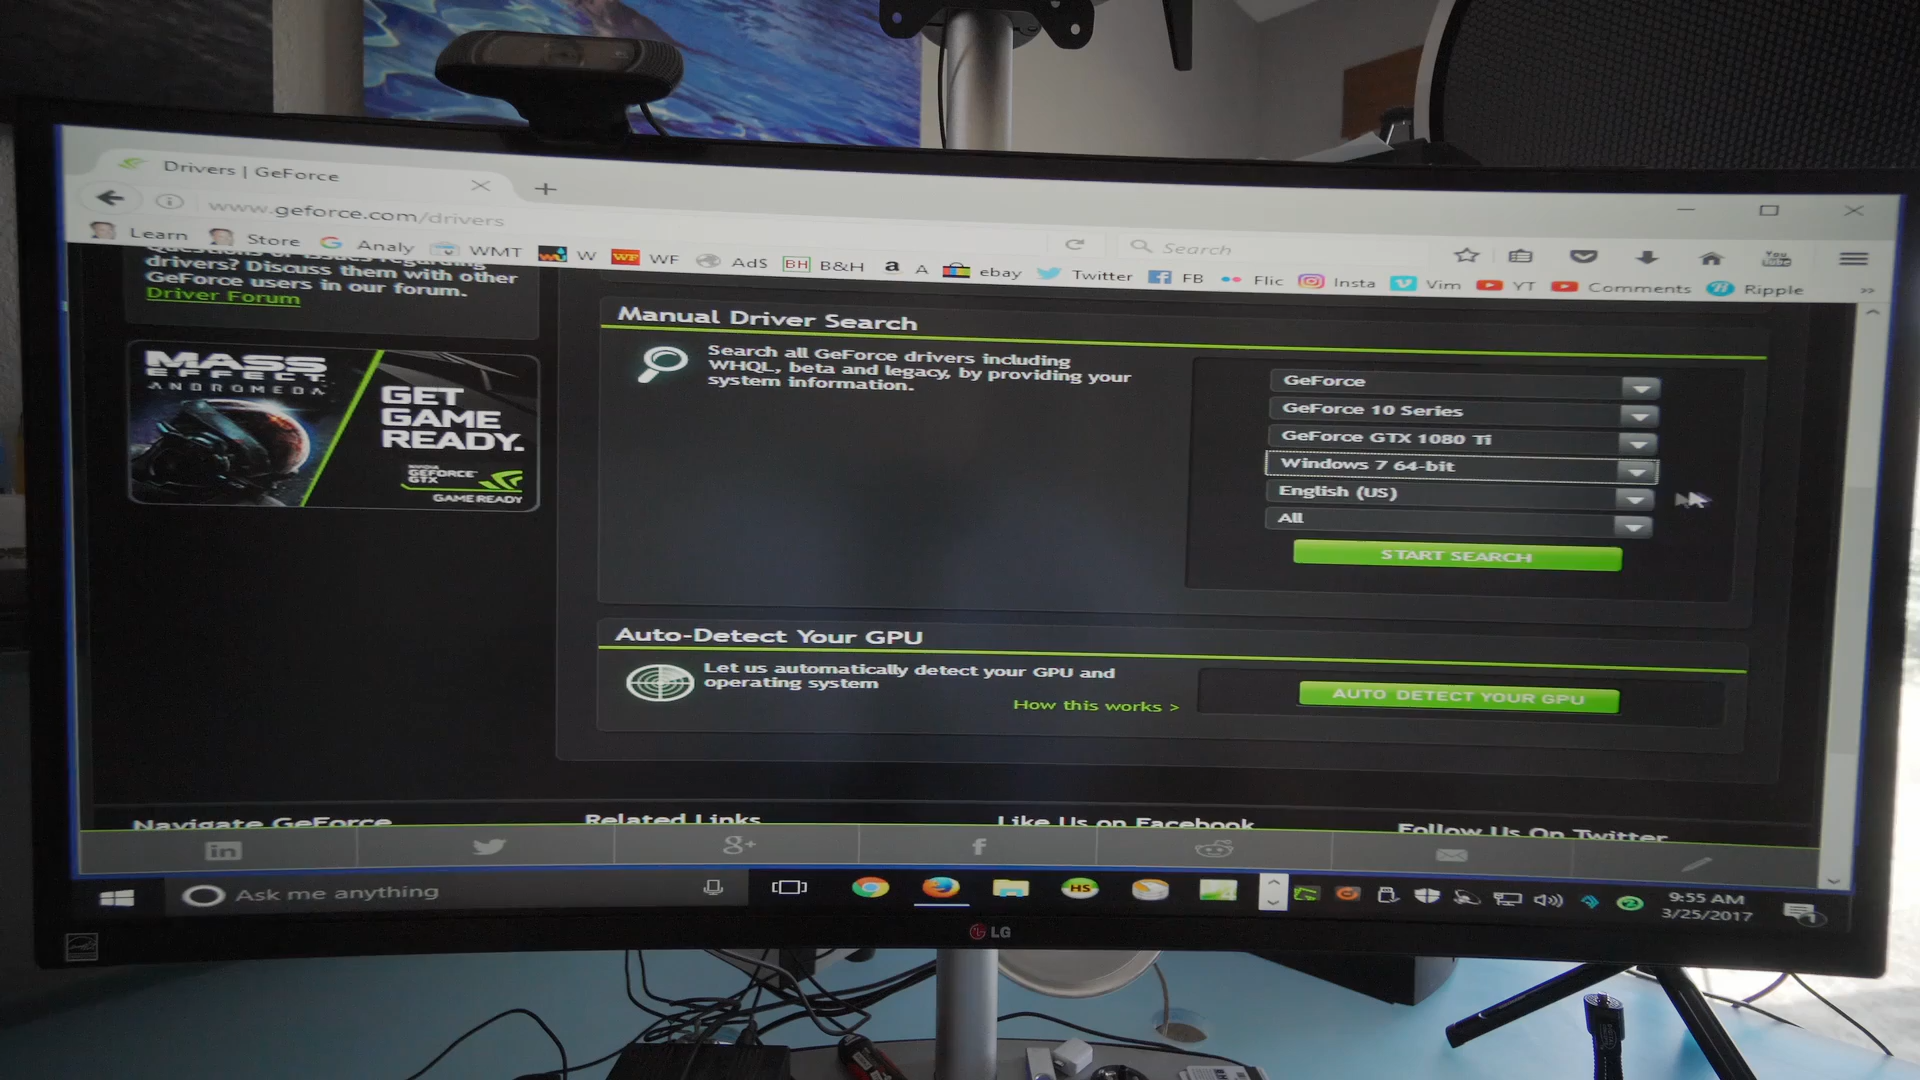 Drivers | GeForce
www.geforce.com/drivers
Search
Learn Store Analy WMT W WF WF AdS BH B&H a A ebay Twitter FB Flic Insta Vim YT Comments Ripple
drivers? Discuss them with other
GeForce users in our forum.
Driver Forum
MASS
EFFECT
ANDROMEDA
GET
GAME
READY.
NVIDIA
GEFORCE
GTX
GAME READY
Manual Driver Search
Search all GeForce drivers including
WHQL, beta and legacy, by providing your
system information.
GeForce
GeForce 10 Series
GeForce GTX 1080 Ti
Windows 7 64-bit
English (US)
All
START SEARCH
Auto-Detect Your GPU
Let us automatically detect your GPU and
operating system
How this works >
AUTO DETECT YOUR GPU
Navigate GeForce
Related Links
Like Us on Facebook
Follow Us On Twitter
Ask me anything
HS
9:55 AM
3/25/2017
LG